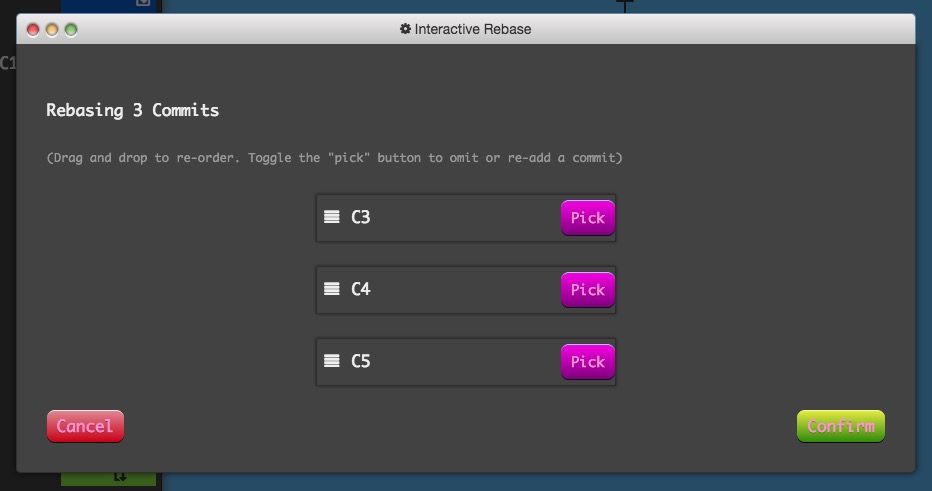 C1
Interactive Rebase
Rebasing 3 Commits
(Drag and drop to re-order. Toggle the "pick" button to omit or re-add a commit)
C3 Pick
C4 Pick
C5 Pick
Cancel Confirm